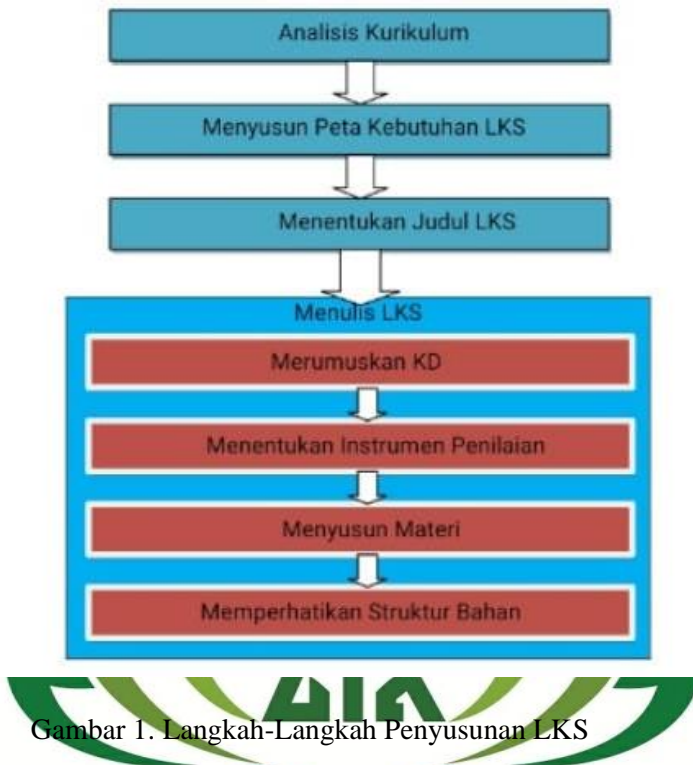 Analisis Kurikulum
Menyusun Peta Kebutuhan LKS
Menentukan Judul LKS
Menulis LKS
Merumuskan KD
Menentukan Instrumen Penilaian
Menyusun Materi
Memperhatikan Struktur Bahan
Gambar 1. Langkah-Langkah Penyusunan LKS